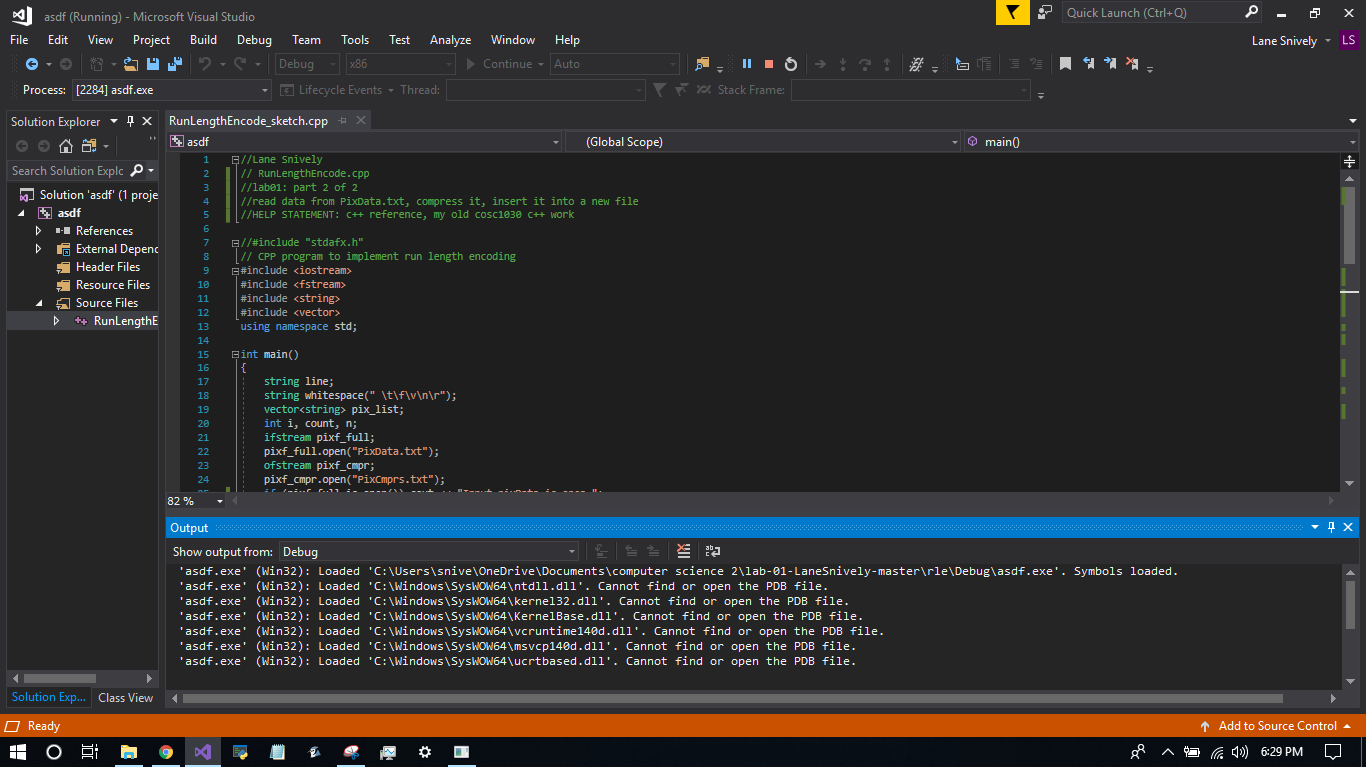 asdf (Running) - Microsoft Visual Studio
Quick Launch (Ctrl+Q)
File Edit View Project Build Debug Team Tools Test Analyze Window Help
Lane Snively LS
Debug x86 Continue Auto
Process: [2284] asdf.exe Lifecycle Events Thread: Stack Frame:
Solution Explorer
RunLengthEncode_sketch.cpp
asdf (Global Scope) main()
Search Solution Explc
Solution 'asdf' (1 proje
asdf
References
External Depenc
Header Files
Resource Files
Source Files
RunLengthE
1 //Lane Snively
2 // RunLengthEncode.cpp
3 //lab01: part 2 of 2
4 //read data from PixData.txt, compress it, insert it into a new file
5 //HELP STATEMENT: c++ reference, my old cosc1030 c++ work
6
7 //#include "stdafx.h"
8 // CPP program to implement run length encoding
9 #include <iostream>
10 #include <fstream>
11 #include <string>
12 #include <vector>
13 using namespace std;
14
15 int main()
16 {
17 string line;
18 string whitespace(" \t\f\v\n\r");
19 vector<string> pix_list;
20 int i, count, n;
21 ifstream pixf_full;
22 pixf_full.open("PixData.txt");
23 ofstream pixf_cmpr;
24 pixf_cmpr.open("PixCmprs.txt");
82 %
Output
Show output from: Debug
'asdf.exe' (Win32): Loaded 'C:\Users\snive\OneDrive\Documents\computer science 2\lab-01-LaneSnively-master\rle\Debug\asdf.exe'. Symbols loaded.
'asdf.exe' (Win32): Loaded 'C:\Windows\SysWOW64\ntdll.dll'. Cannot find or open the PDB file.
'asdf.exe' (Win32): Loaded 'C:\Windows\SysWOW64\kernel32.dll'. Cannot find or open the PDB file.
'asdf.exe' (Win32): Loaded 'C:\Windows\SysWOW64\KernelBase.dll'. Cannot find or open the PDB file.
'asdf.exe' (Win32): Loaded 'C:\Windows\SysWOW64\vcruntime140d.dll'. Cannot find or open the PDB file.
'asdf.exe' (Win32): Loaded 'C:\Windows\SysWOW64\msvcp140d.dll'. Cannot find or open the PDB file.
'asdf.exe' (Win32): Loaded 'C:\Windows\SysWOW64\ucrtbased.dll'. Cannot find or open the PDB file.
Solution Exp... Class View
Ready
Add to Source Control
6:29 PM